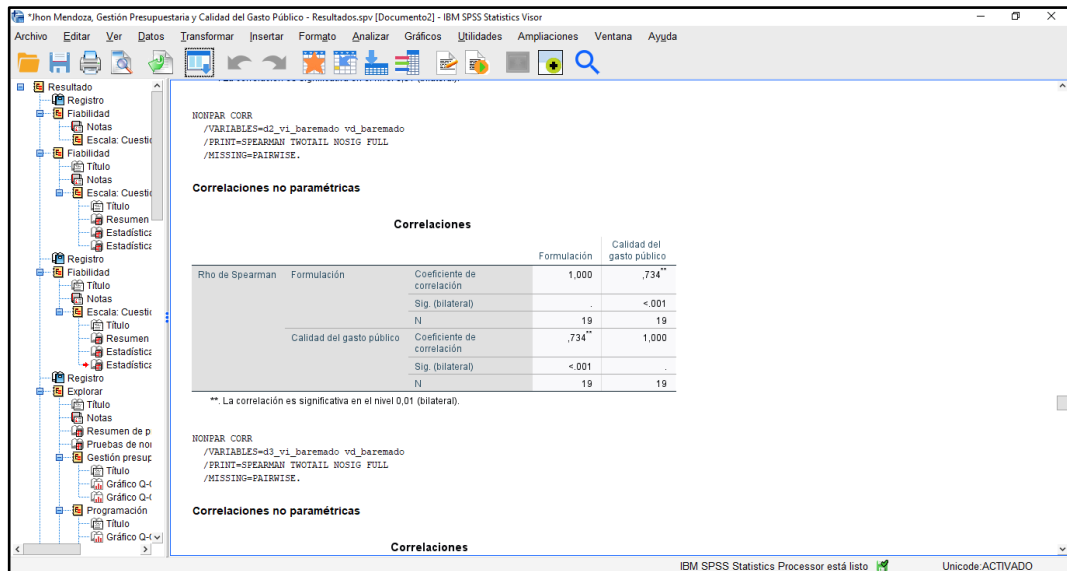 *Jhon Mendoza, Gestión Presupuestaria y Calidad del Gasto Público - Resultados.spv [Documento2] - IBM SPSS Statistics Visor
Archivo Editar Ver Datos Transformar Insertar Formato Analizar Gráficos Utilidades Ampliaciones Ventana Ayuda
Resultado
Registro
Fiabilidad
Notas
Escala: Cuestic
Fiabilidad
Título
Notas
Escala: Cuestic
Título
Resumen
Estadística
Estadística
Registro
Fiabilidad
Título
Notas
Escala: Cuestic
Título
Resumen
Estadística
Estadística
Registro
Explorar
Título
Notas
Resumen de p
Pruebas de nor
Gestión presup
Título
Gráfico Q-(
Gráfico Q-(
Programación
Título
Gráfico Q-(
NONPAR CORR
/VARIABLES=d2_vi_baremado vd_baremado
/PRINT=SPEARMAN TWOTAIL NOSIG FULL
/MISSING=PAIRWISE.
Correlaciones no paramétricas
Correlaciones
Formulación Calidad del
gasto público
Rho de Spearman Formulación Coeficiente de
correlación 1,000 ,734**
Sig. (bilateral) . <.001
N 19 19
Calidad del gasto público Coeficiente de
correlación ,734** 1,000
Sig. (bilateral) <.001 .
N 19 19
**. La correlación es significativa en el nivel 0,01 (bilateral).
NONPAR CORR
/VARIABLES=d3_vi_baremado vd_baremado
/PRINT=SPEARMAN TWOTAIL NOSIG FULL
/MISSING=PAIRWISE.
Correlaciones no paramétricas
Correlaciones
IBM SPSS Statistics Processor está listo Unicode:ACTIVADO